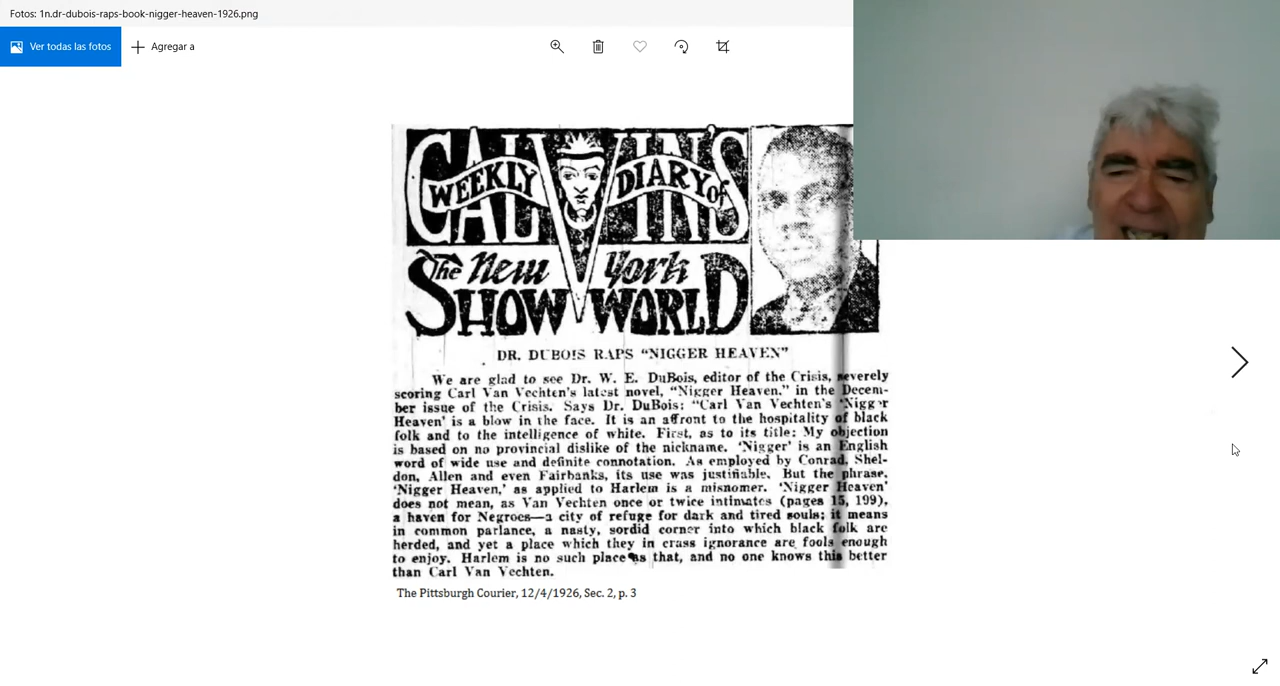 Fotos: 1n.dr-dubois-raps-book-nigger-heaven-1926.png
Ver todas las fotos
Agregar a
CALVIN'S
WEEKLY DIARY of
The New York
SHOW WORLD
DR. DUBOIS RAPS “NIGGER HEAVEN”
We are glad to see Dr. W. E. DuBois, editor of the Crisis, severely
scoring Carl Van Vechten's latest novel, “Nigger Heaven.” in the Decem-
ber issue of the Crisis. Says Dr. DuBois: “Carl Van Vechten's ‘Nigger
Heaven’ is a blow in the face. It is an affront to the hospitality of black
folk and to the intelligence of white. First, as to its title: My objection
is based on no provincial dislike of the nickname. ‘Nigger’ is an English
word of wide use and definite connotation. As employed by Conrad, Shel-
don, Allen and even Fairbanks, its use was justifiable. But the phrase,
‘Nigger Heaven,’ as applied to Harlem is a misnomer. ‘Nigger Heaven’
does not mean, as Van Vechten once or twice intimates (pages 15, 199),
a haven for Negroes—a city of refuge for dark and tired souls; it means
in common parlance, a nasty, sordid corner into which black folk are
herded, and yet a place which they in crass ignorance are fools enough
to enjoy. Harlem is no such place as that, and no one knows this better
than Carl Van Vechten.
The Pittsburgh Courier, 12/4/1926, Sec. 2, p. 3